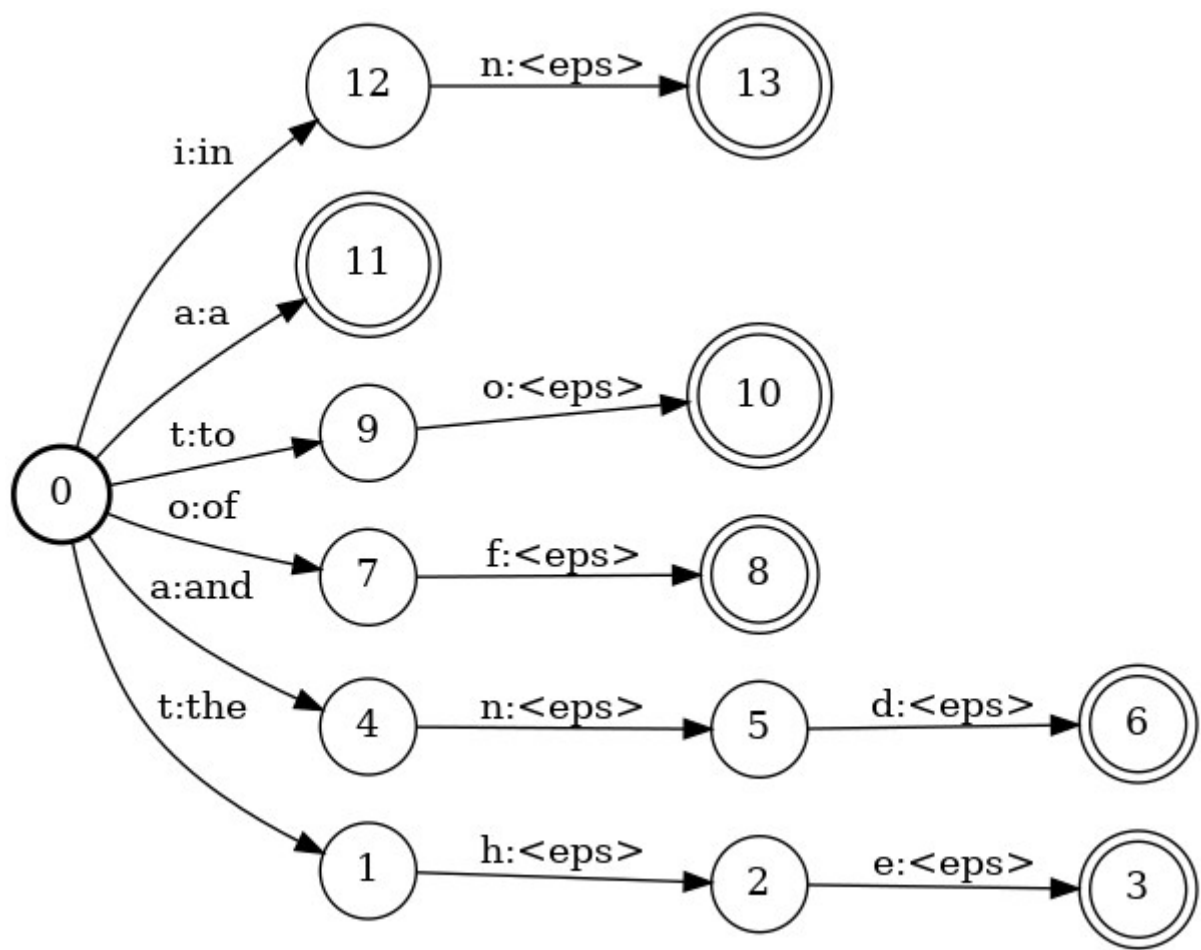 12 n:<eps> 13
i:in
11
a:a
9 o:<eps> 10
t:to
0
o:of
7 f:<eps> 8
a:and
4 n:<eps> 5 d:<eps> 6
t:the
1 h:<eps> 2 e:<eps> 3